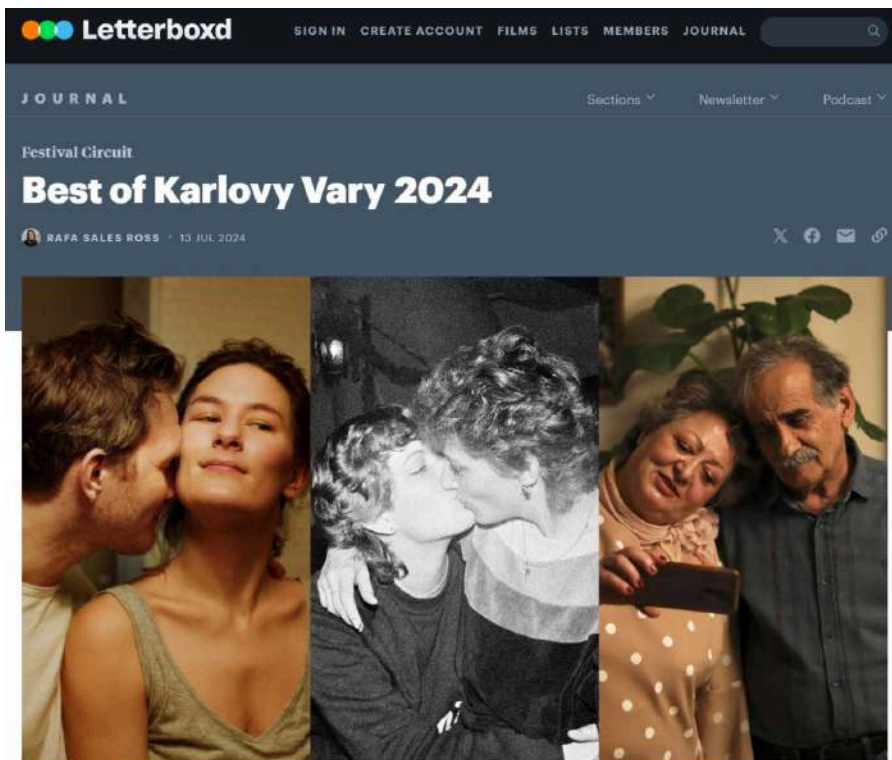 Letterboxd SIGN IN CREATE ACCOUNT FILMS LISTS MEMBERS JOURNAL
JOURNAL Sections Newsletter Podcast
Festival Circuit
Best of Karlovy Vary 2024
RAFA SALES ROSS · 13 JUL 2024